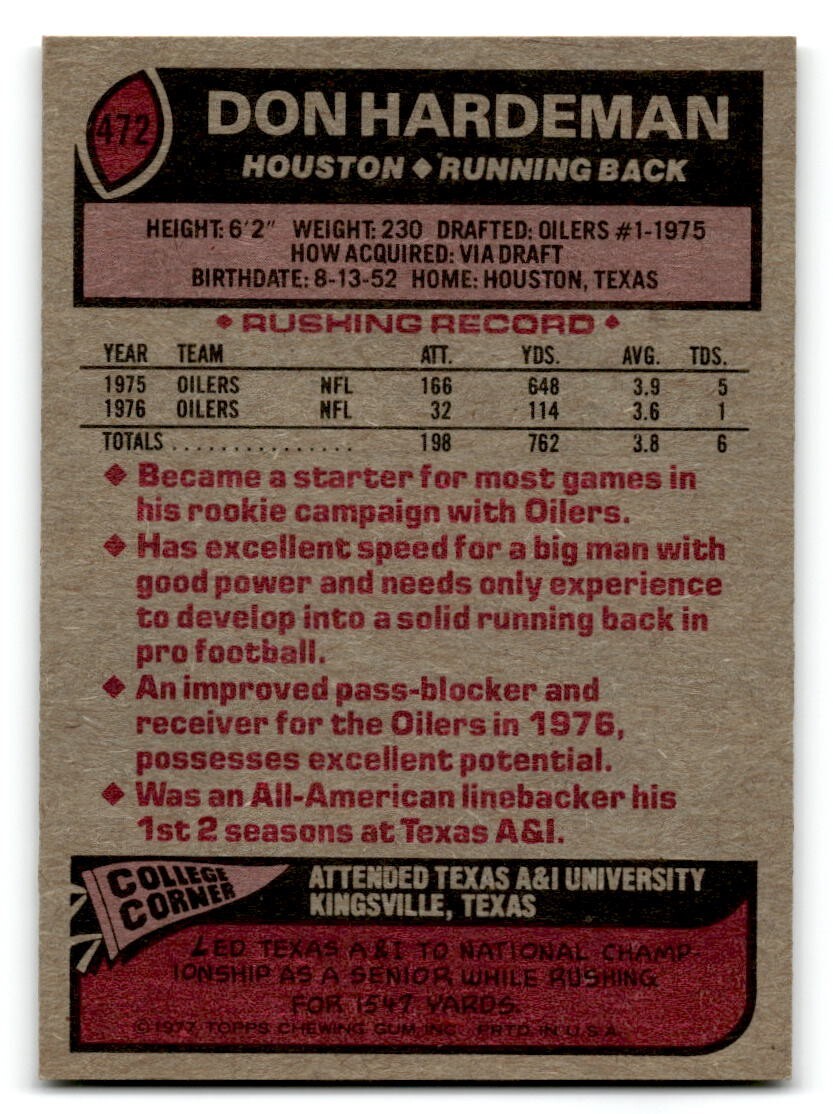 472
DON HARDEMAN
HOUSTON ◆ RUNNING BACK
HEIGHT: 6'2" WEIGHT: 230 DRAFTED: OILERS #1-1975
HOW ACQUIRED: VIA DRAFT
BIRTHDATE: 8-13-52 HOME: HOUSTON, TEXAS
◆ RUSHING RECORD ◆
YEAR TEAM ATT. YDS. AVG. TDS.
1975 OILERS NFL 166 648 3.9 5
1976 OILERS NFL 32 114 3.6 1
TOTALS ................ 198 762 3.8 6
◆ Became a starter for most games in
his rookie campaign with Oilers.
◆ Has excellent speed for a big man with
good power and needs only experience
to develop into a solid running back in
pro football.
◆ An improved pass-blocker and
receiver for the Oilers in 1976,
possesses excellent potential.
◆ Was an All-American linebacker his
1st 2 seasons at Texas A&I.
COLLEGE
CORNER
ATTENDED TEXAS A&I UNIVERSITY
KINGSVILLE, TEXAS
LED TEXAS A&I TO NATIONAL CHAMP-
IONSHIP AS A SENIOR WHILE RUSHING
FOR 1547 YARDS.
©1977 TOPPS CHEWING GUM, INC. PRTD. IN U.S.A.